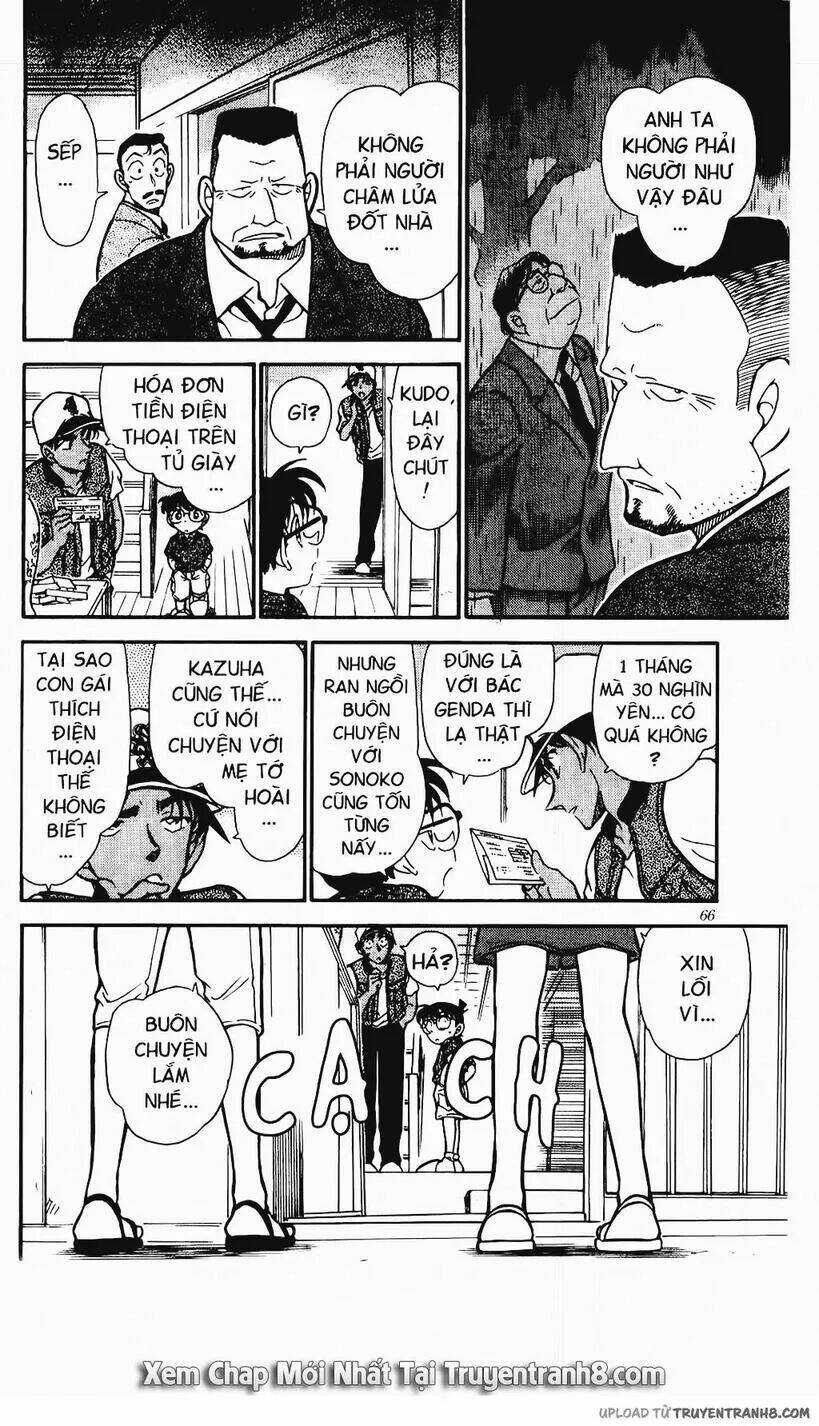 ANH TA
KHÔNG PHẢI
NGƯỜI NHƯ
VẬY ĐÂU
...
KHÔNG
PHẢI NGƯỜI
CHÂM LỬA
ĐỐT NHÀ
...
SẾP
...
KUDO,
LẠI
ĐÂY
CHÚT
!
GÌ?
HÓA ĐƠN
TIỀN ĐIỆN
THOẠI TRÊN
TỦ GIÀY
...
1 THÁNG
MÀ 30 NGHÌN
YÊN... CÓ
QUÁ KHÔNG
?
ĐÚNG LÀ
VỚI BÁC
GENDA THÌ
LẠ THẬT
...
NHƯNG
RAN NGỒI
BUÔN
CHUYỆN
VỚI
SONOKO
CŨNG TỐN
TỪNG
NẤY...
KAZUHA
CŨNG THẾ...
CỨ NÓI
CHUYỆN VỚI
MẸ TỚ
HOÀI
...
TẠI SAO
CON GÁI
THÍCH
ĐIỆN
THOẠI
THẾ
KHÔNG
BIẾT
...
66
XIN
LỖI
VÌ...
HẢ?
CẠCH
BUÔN
CHUYỆN
LẮM
NHÉ...
Xem Chap Mới Nhất Tại Truyentranh8.com
UPLOAD TỪ TRUYENTRANH8.COM